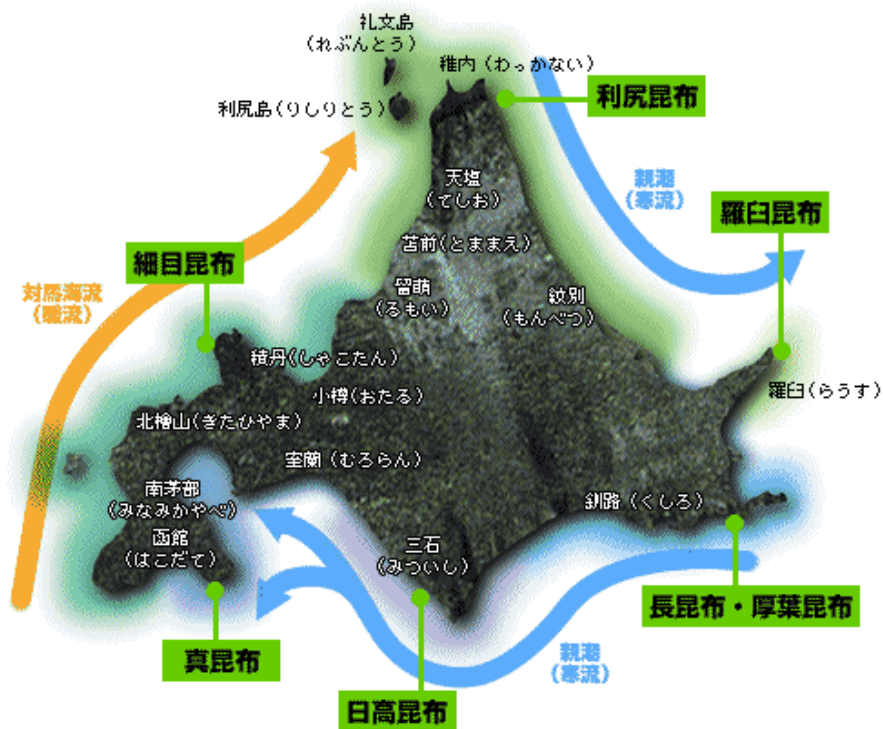 礼文島
(れぶんとう)
稚内(わっかない)
利尻昆布
利尻島(りしりとう)
天塩
(てしお)
親潮
(寒流)
羅臼昆布
苫前(とままえ)
細目昆布
対馬海流
(暖流)
留萌
(るもい)
紋別
(もんべつ)
積丹(しゃこたん)
羅臼(らうす)
小樽(おたる)
北檜山(きたひやま)
室蘭(むろらん)
南茅部
(みなみかやべ)
釧路(くしろ)
函館
(はこだて)
三石
(みついし)
長昆布・厚葉昆布
真昆布
親潮
(寒流)
日高昆布